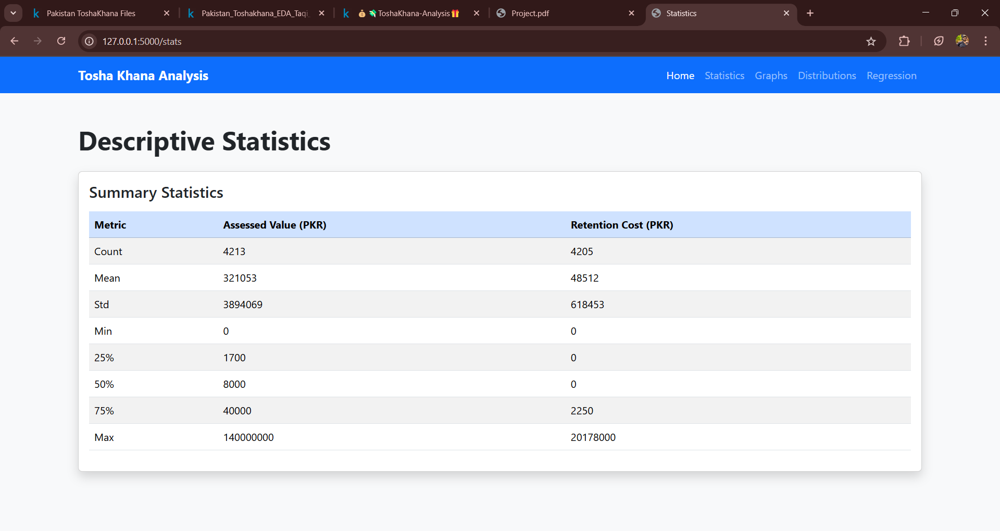 Pakistan ToshaKhana Files
Pakistan_Toshakhana_EDA_Taqi_
💰💸ToshaKhana-Analysis🎁
Project.pdf
Statistics
127.0.0.1:5000/stats
Tosha Khana Analysis
Home Statistics Graphs Distributions Regression
Descriptive Statistics
Summary Statistics
Metric Assessed Value (PKR) Retention Cost (PKR)
Count 4213 4205
Mean 321053 48512
Std 3894069 618453
Min 0 0
25% 1700 0
50% 8000 0
75% 40000 2250
Max 140000000 20178000